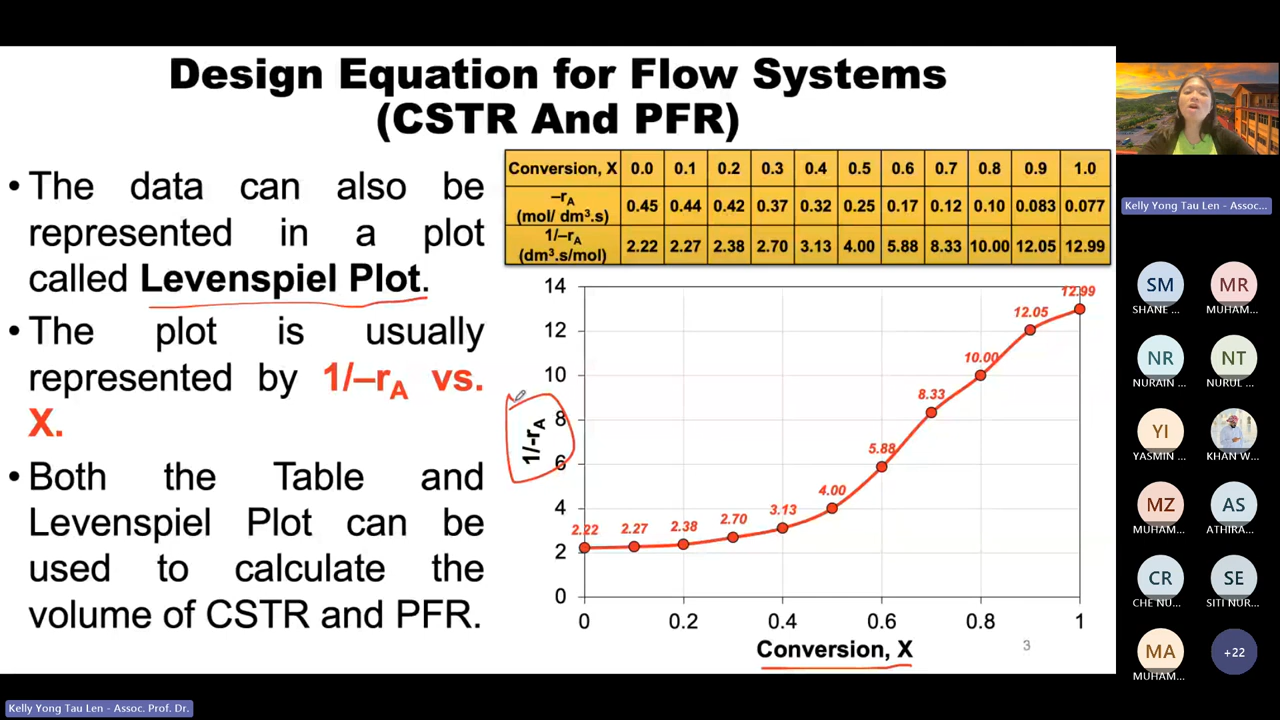 Design Equation for Flow Systems
(CSTR And PFR)
• The data can also be
represented in a plot
called Levenspiel Plot.
• The plot is usually
represented by 1/–rA vs.
X.
• Both the Table and
Levenspiel Plot can be
used to calculate the
volume of CSTR and PFR.
Conversion, X 0.0 0.1 0.2 0.3 0.4 0.5 0.6 0.7 0.8 0.9 1.0
–rA
(mol/ dm³.s) 0.45 0.44 0.42 0.37 0.32 0.25 0.17 0.12 0.10 0.083 0.077
1/–rA
(dm³.s/mol) 2.22 2.27 2.38 2.70 3.13 4.00 5.88 8.33 10.00 12.05 12.99
14
12
10
8
6
4
2
0
1/-rA
2.22 2.27 2.38 2.70 3.13 4.00 5.88 8.33 10.00 12.05 12.99
0 0.2 0.4 0.6 0.8 1
Conversion, X
3
Kelly Yong Tau Len - Assoc...
SM
SHANE ...
MR
MUHAM...
NR
NURAIN ...
NT
NURUL ...
YI
YASMIN ...
KHAN W...
MZ
MUHAM...
AS
ATHIRA...
CR
CHE NU...
SE
SITI NUR...
MA
MUHAM...
+22
Kelly Yong Tau Len - Assoc. Prof. Dr.